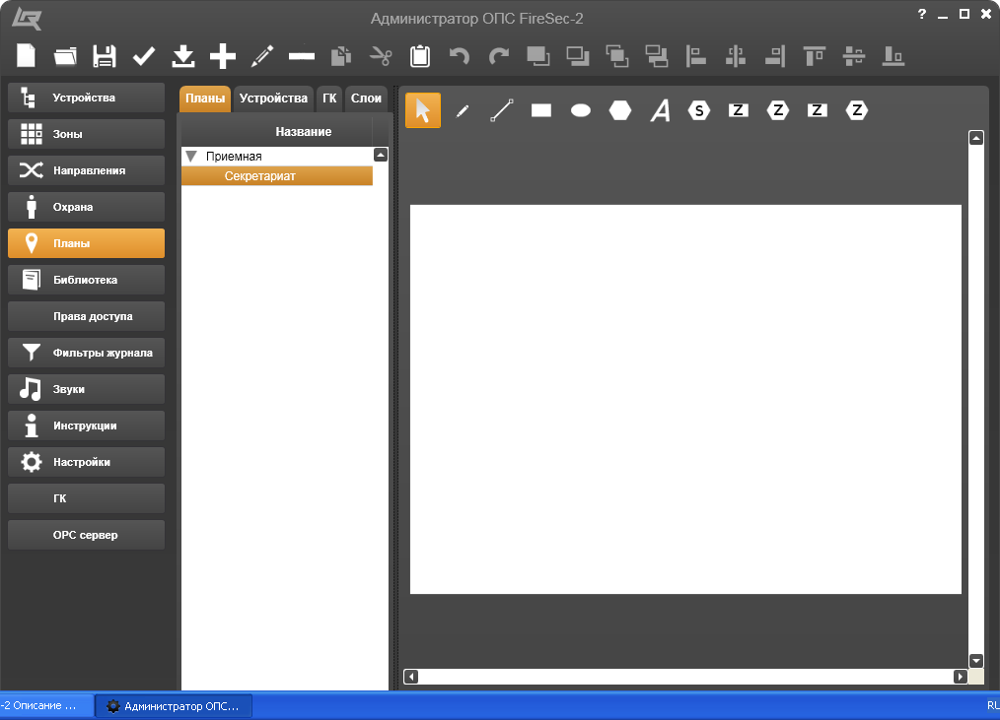 Администратор ОПС FireSec-2
?
Устройства
Зоны
Направления
Охрана
Планы
Библиотека
Права доступа
Фильтры журнала
Звуки
Инструкции
Настройки
ГК
OPC сервер
Планы Устройства ГК Слои
Название
Приемная
Секретариат
A S Z Z Z Z
-2 Описание ...
Администратор ОПС...
RU